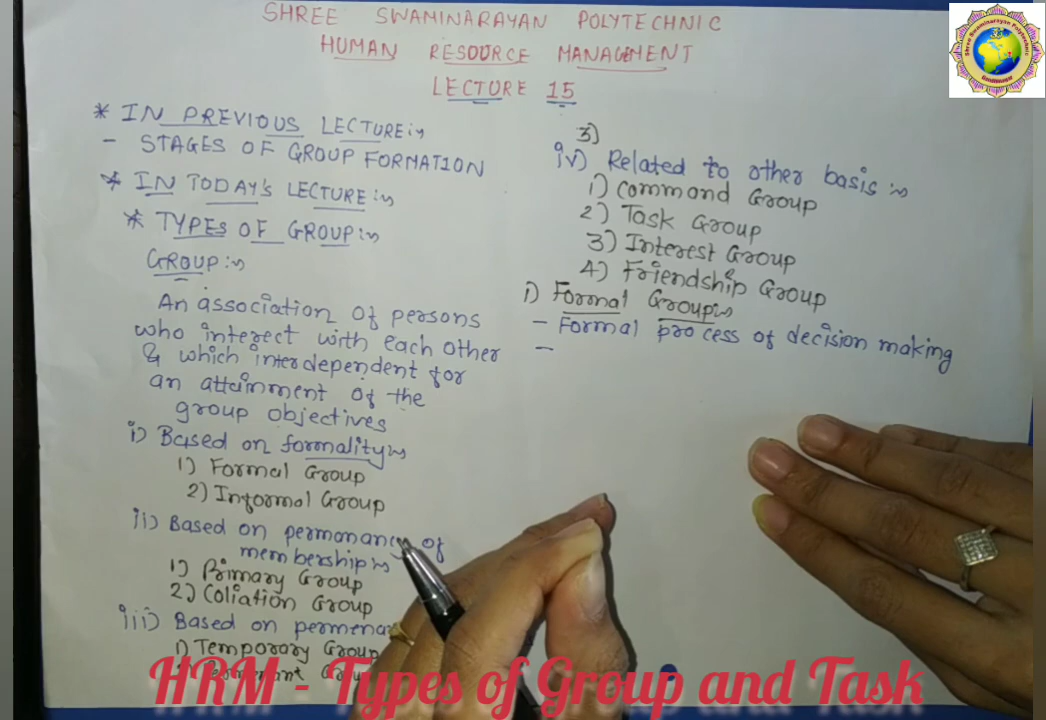 SHREE SWAMINARAYAN POLYTECHNIC
HUMAN RESOURCE MANAGEMENT
LECTURE 15
* IN PREVIOUS LECTURE:
- STAGES OF GROUP FORMATION
* IN TODAY's LECTURE:
* TYPES OF GROUP:
GROUP:
An association of persons
who interect with each other
& which interdependent for
an attainment of the
group objectives
i) Based on formality
1) Formal Group
2) Informal Group
ii) Based on permanancy of
membership
1) Primary Group
2) Coliation Group
iii) Based on
1) Temporary Group
3)
iv) Related to other basis
1) Command Group
2) Task Group
3) Interest Group
4) Friendship Group
i) Formal Group
- Formal process of decision making
-
HRM - Types of Group and Task
Shree Swaminarayan Polytechnic